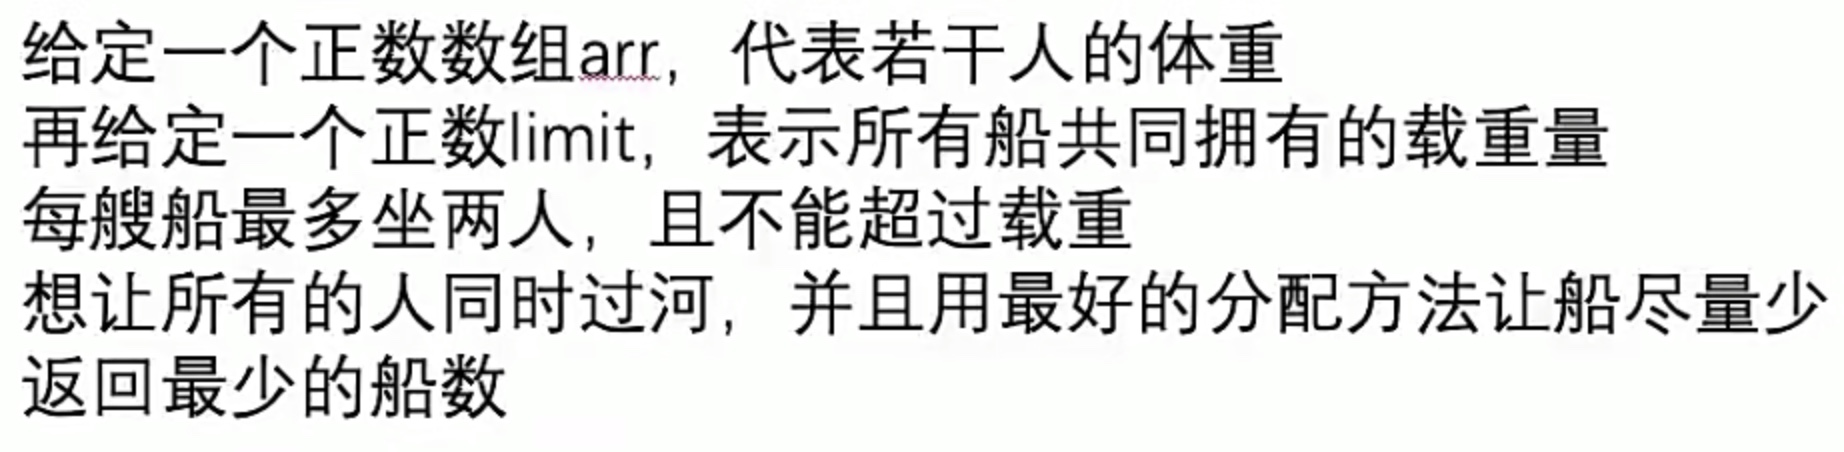 给定一个正数数组arr，代表若干人的体重
再给定一个正数limit，表示所有船共同拥有的载重量
每艘船最多坐两人，且不能超过载重
想让所有的人同时过河，并且用最好的分配方法让船尽量少
返回最少的船数